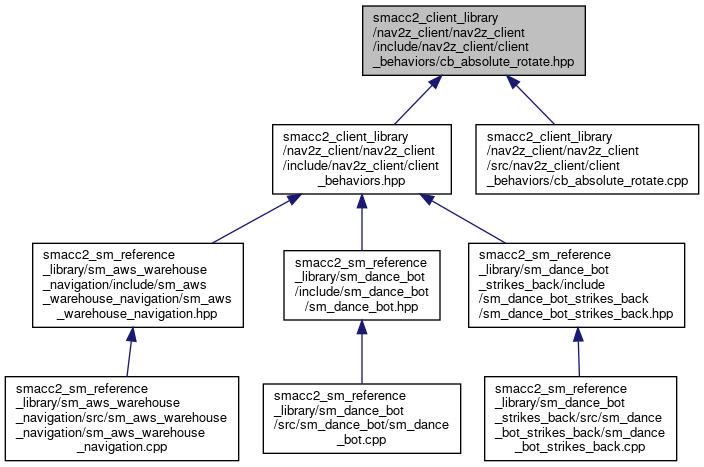 smacc2_client_library
/nav2z_client/nav2z_client
/include/nav2z_client/client
_behaviors/cb_absolute_rotate.hpp
smacc2_client_library
/nav2z_client/nav2z_client
/include/nav2z_client/client
_behaviors.hpp
smacc2_client_library
/nav2z_client/nav2z_client
/src/nav2z_client/client
_behaviors/cb_absolute_rotate.cpp
smacc2_sm_reference
_library/sm_aws_warehouse
_navigation/include/sm_aws
_warehouse_navigation/sm_aws
_warehouse_navigation.hpp
smacc2_sm_reference
_library/sm_dance_bot
/include/sm_dance_bot
/sm_dance_bot.hpp
smacc2_sm_reference
_library/sm_dance_bot
_strikes_back/include
/sm_dance_bot_strikes_back
/sm_dance_bot_strikes_back.hpp
smacc2_sm_reference
_library/sm_aws_warehouse
_navigation/src/sm_aws_warehouse
_navigation/sm_aws_warehouse
_navigation.cpp
smacc2_sm_reference
_library/sm_dance_bot
/src/sm_dance_bot/sm_dance
_bot.cpp
smacc2_sm_reference
_library/sm_dance_bot
_strikes_back/src/sm_dance
_bot_strikes_back/sm_dance
_bot_strikes_back.cpp